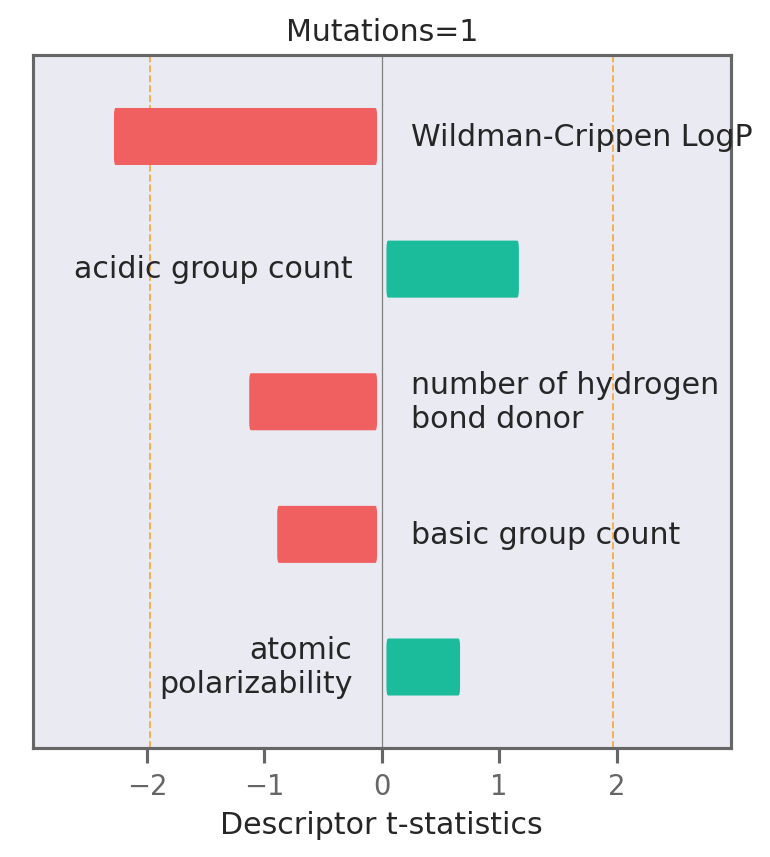 Mutations=1
Wildman-Crippen LogP
acidic group count
number of hydrogen
bond donor
basic group count
atomic
polarizability
−2 −1 0 1 2
Descriptor t-statistics